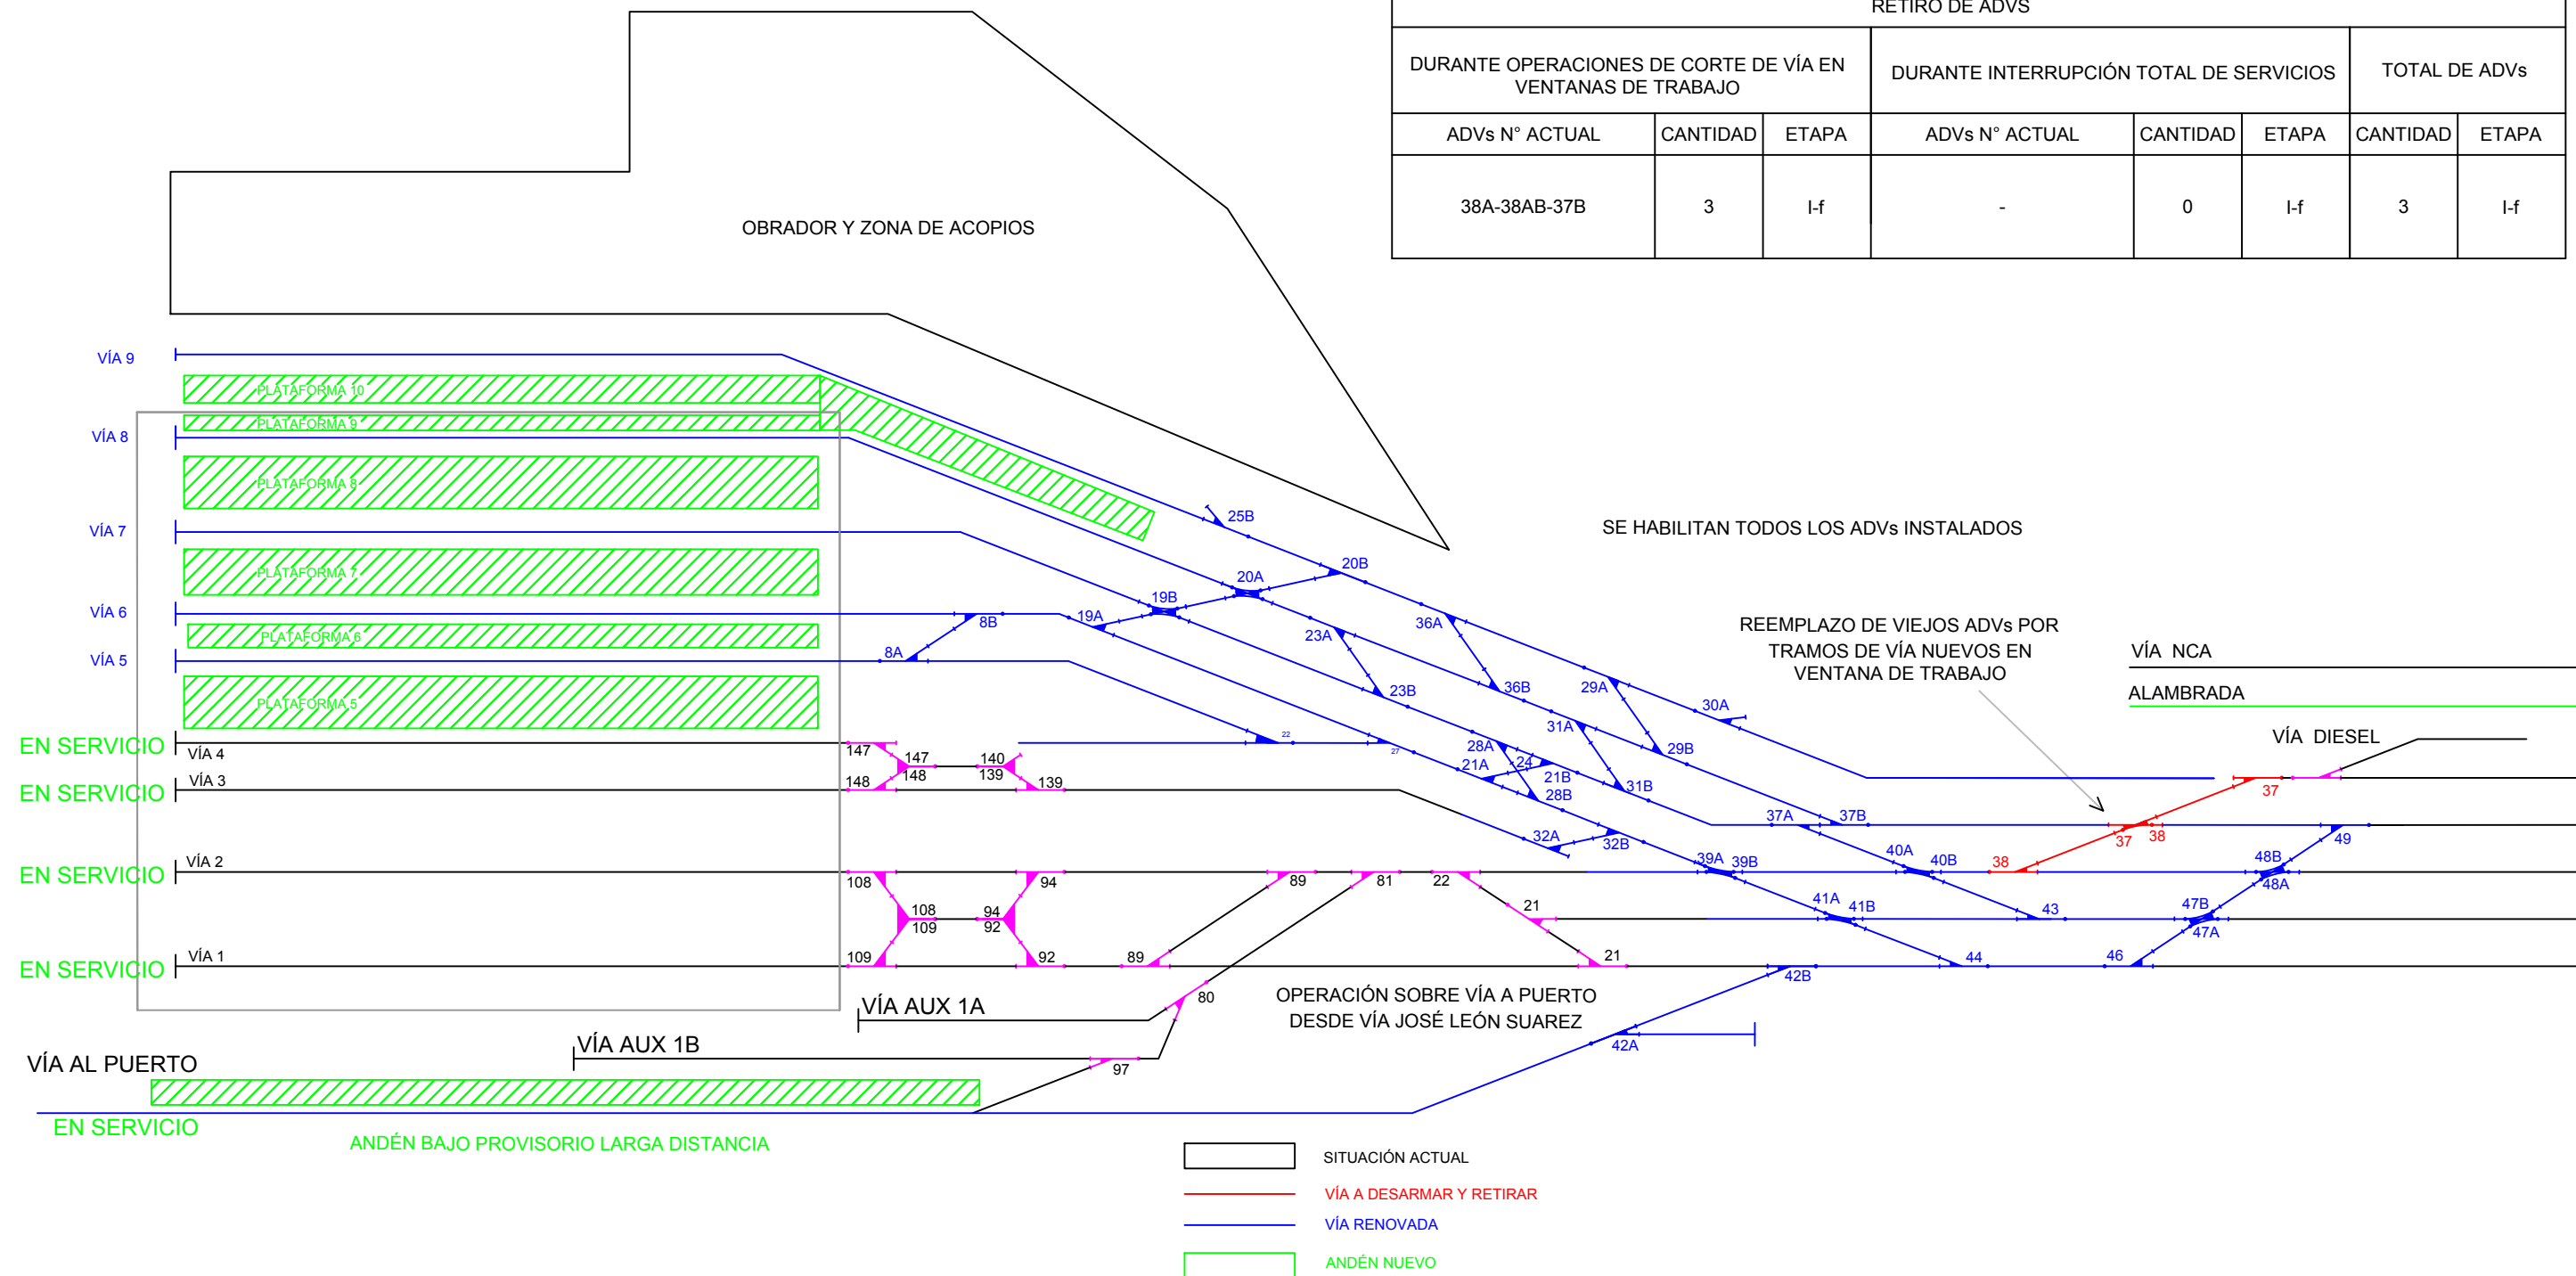 RETIRO DE ADVS
DURANTE OPERACIONES DE CORTE DE VÍA EN
VENTANAS DE TRABAJO
DURANTE INTERRUPCIÓN TOTAL DE SERVICIOS
TOTAL DE ADVs
ADVs N° ACTUAL
CANTIDAD
ETAPA
ADVs N° ACTUAL
CANTIDAD
ETAPA
CANTIDAD
ETAPA
38A-38AB-37B
3
I-f
-
0
I-f
3
I-f
OBRADOR Y ZONA DE ACOPIOS
VÍA 9
PLATAFORMA 10
PLATAFORMA 9
VÍA 8
PLATAFORMA 8
VÍA 7
PLATAFORMA 7
VÍA 6
PLATAFORMA 6
VÍA 5
PLATAFORMA 5
EN SERVICIO
VÍA 4
VÍA 3
EN SERVICIO
VÍA 2
EN SERVICIO
VÍA 1
EN SERVICIO
SE HABILITAN TODOS LOS ADVs INSTALADOS
REEMPLAZO DE VIEJOS ADVs POR
TRAMOS DE VÍA NUEVOS EN
VENTANA DE TRABAJO
VÍA NCA
ALAMBRADA
VÍA DIESEL
25B
20B
20A
19B
19A
8B
8A
23A
23B
36A
36B
29A
29B
30A
31A
31B
28A
28B
24
21A
21B
22
27
32A
32B
37A
37B
39A
39B
40A
40B
41A
41B
43
44
46
47B
47A
48B
48A
49
42B
42A
37
37
38
38
147
147
148
148
140
139
139
108
108
109
109
94
94
92
92
89
89
81
22
21
21
80
97
VÍA AUX 1A
VÍA AUX 1B
OPERACIÓN SOBRE VÍA A PUERTO
DESDE VÍA JOSÉ LEÓN SUAREZ
VÍA AL PUERTO
EN SERVICIO
ANDÉN BAJO PROVISORIO LARGA DISTANCIA
SITUACIÓN ACTUAL
VÍA A DESARMAR Y RETIRAR
VÍA RENOVADA
ANDÉN NUEVO